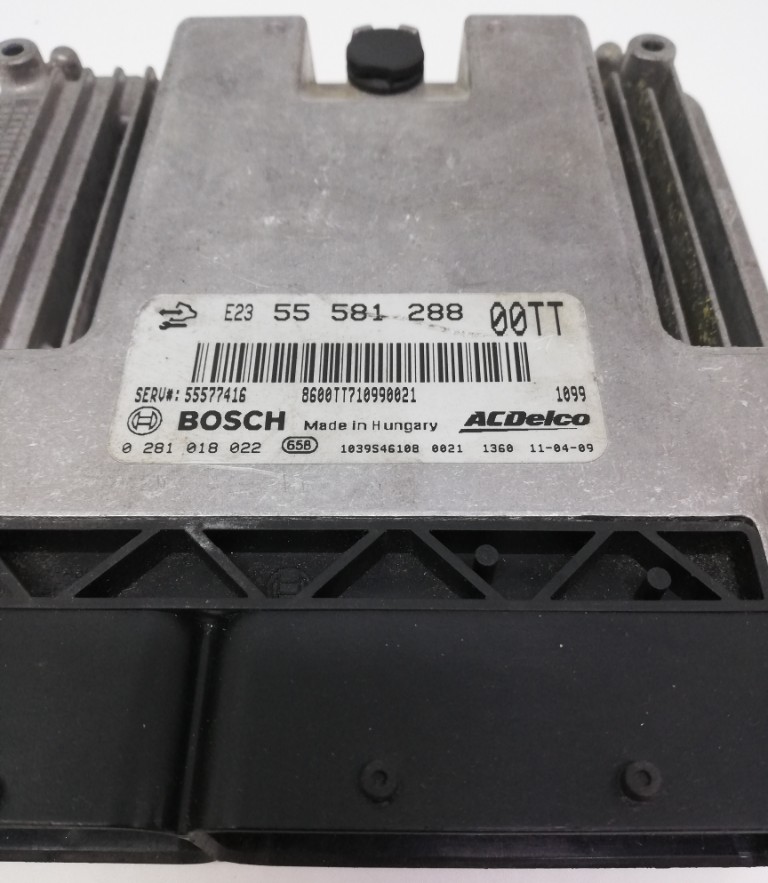 E23 55 581 288 00TT
SERV#: 55577416 8600TT710990021 1099
BOSCH Made in Hungary ACDelco
0 281 018 022 658 1039S46108 0021 1360 11-04-09